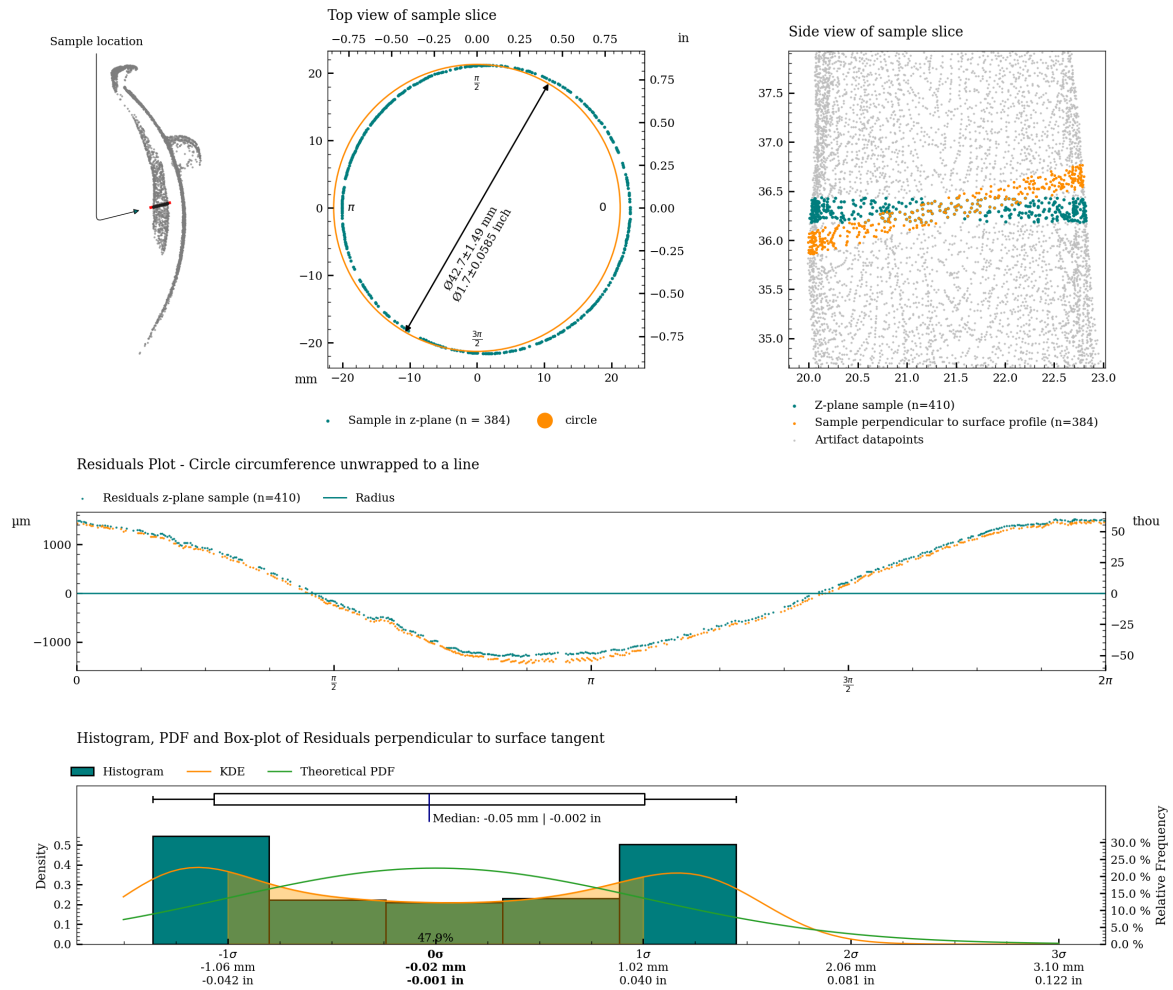 Sample location
Top view of sample slice
−0.75 −0.50 −0.25 0.00 0.25 0.50 0.75
in
20
10
0
−10
−20
mm
−20 −10 0 10 20
0.75
0.50
0.25
0.00
−0.25
−0.50
−0.75
π/2
π
0
3π/2
Ø42.7±1.49 mm
Ø1.7±0.0585 inch
Sample in z-plane (n = 384)
circle
Side view of sample slice
37.5
37.0
36.5
36.0
35.5
35.0
20.0 20.5 21.0 21.5 22.0 22.5 23.0
Z-plane sample (n=410)
Sample perpendicular to surface profile (n=384)
Artifact datapoints
Residuals Plot - Circle circumference unwrapped to a line
Residuals z-plane sample (n=410)
Radius
µm
thou
1000
0
−1000
50
25
0
−25
−50
0 π/2 π 3π/2 2π
Histogram, PDF and Box-plot of Residuals perpendicular to surface tangent
Histogram
KDE
Theoretical PDF
Median: -0.05 mm | -0.002 in
Density
0.5
0.4
0.3
0.2
0.1
0.0
47.9%
30.0 %
25.0 %
20.0 %
15.0 %
10.0 %
5.0 %
0.0 %
Relative Frequency
-1σ 0σ 1σ 2σ 3σ
-1.06 mm -0.02 mm 1.02 mm 2.06 mm 3.10 mm
-0.042 in -0.001 in 0.040 in 0.081 in 0.122 in